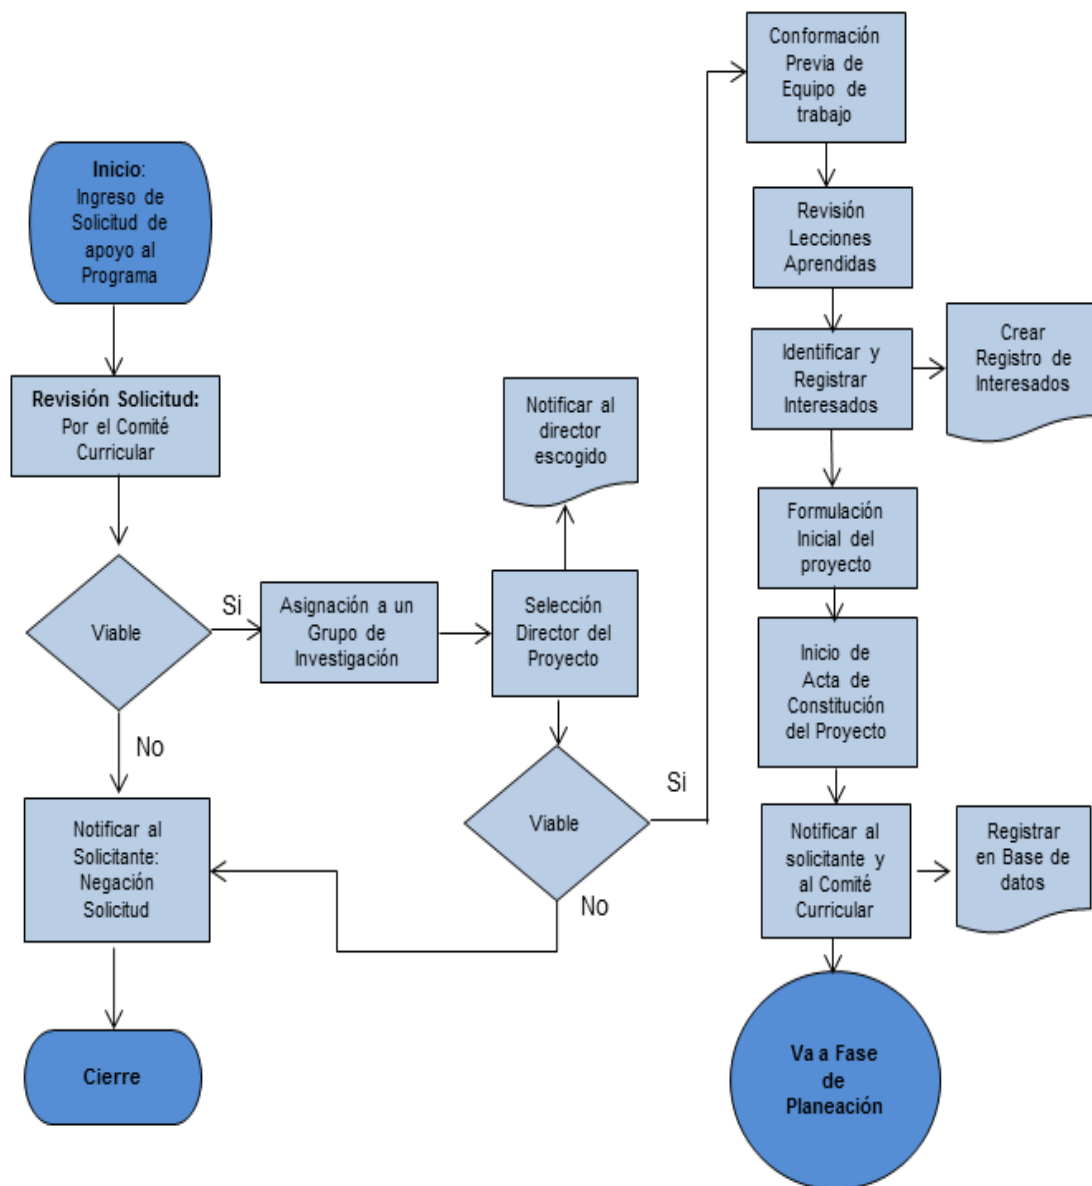 Inicio:
Ingreso de
Solicitud de
apoyo al
Programa
Revisión Solicitud:
Por el Comité
Curricular
Viable
Si
No
Asignación a un
Grupo de
Investigación
Selección
Director del
Proyecto
Notificar al
director
escogido
Viable
Si
No
Notificar al
Solicitante:
Negación
Solicitud
Cierre
Conformación
Previa de
Equipo de
trabajo
Revisión
Lecciones
Aprendidas
Identificar y
Registrar
Interesados
Crear
Registro de
Interesados
Formulación
Inicial del
proyecto
Inicio de
Acta de
Constitución
del Proyecto
Notificar al
solicitante y
al Comité
Curricular
Registrar
en Base de
datos
Va a Fase
de
Planeación